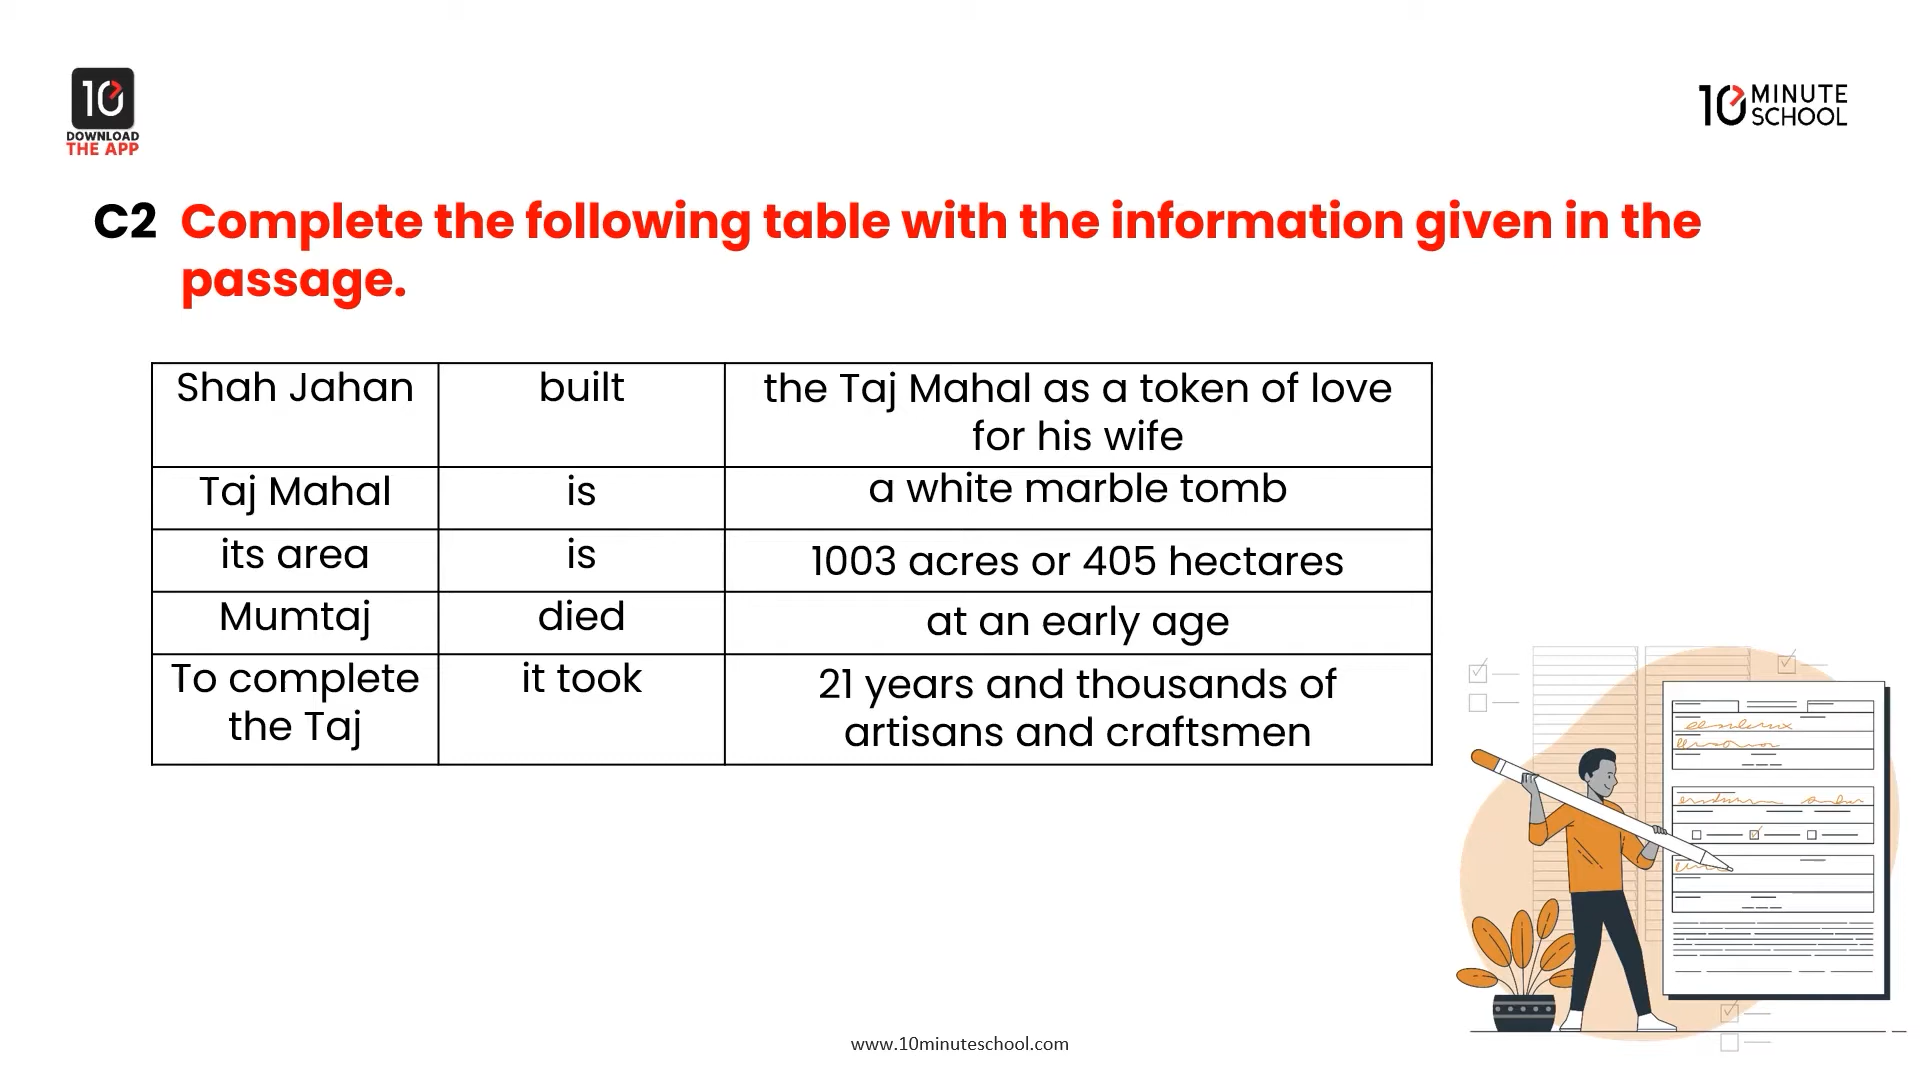 10
DOWNLOAD
THE APP
10 MINUTE
SCHOOL
C2 Complete the following table with the information given in the
passage.
Shah Jahan built the Taj Mahal as a token of love
for his wife
Taj Mahal is a white marble tomb
its area is 1003 acres or 405 hectares
Mumtaj died at an early age
To complete it took 21 years and thousands of
the Taj artisans and craftsmen
www.10minuteschool.com